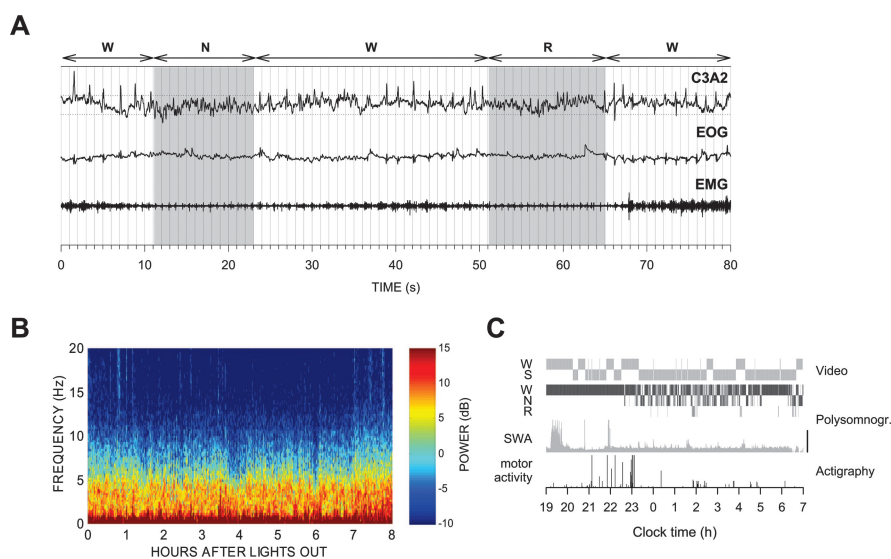 A
W N W R W
C3A2
EOG
EMG
0 10 20 30 40 50 60 70 80
TIME (s)
B
20
15
10
5
0
FREQUENCY (Hz)
0 1 2 3 4 5 6 7 8
HOURS AFTER LIGHTS OUT
15
10
5
0
-5
-10
POWER (dB)
C
W
S
Video
W
N
R
Polysomnogr.
SWA
motor
activity
Actigraphy
19 20 21 22 23 0 1 2 3 4 5 6 7
Clock time (h)